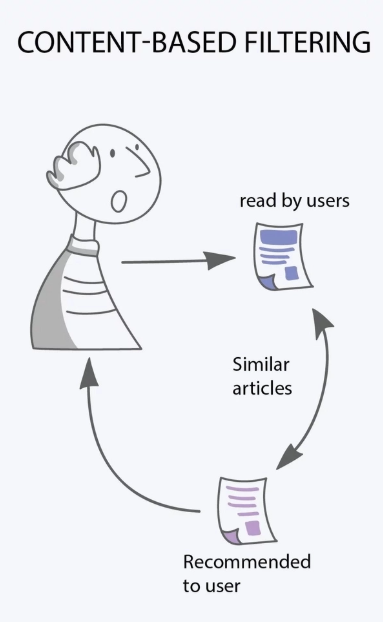 CONTENT-BASED FILTERING
read by users
Similar
articles
Recommended
to user